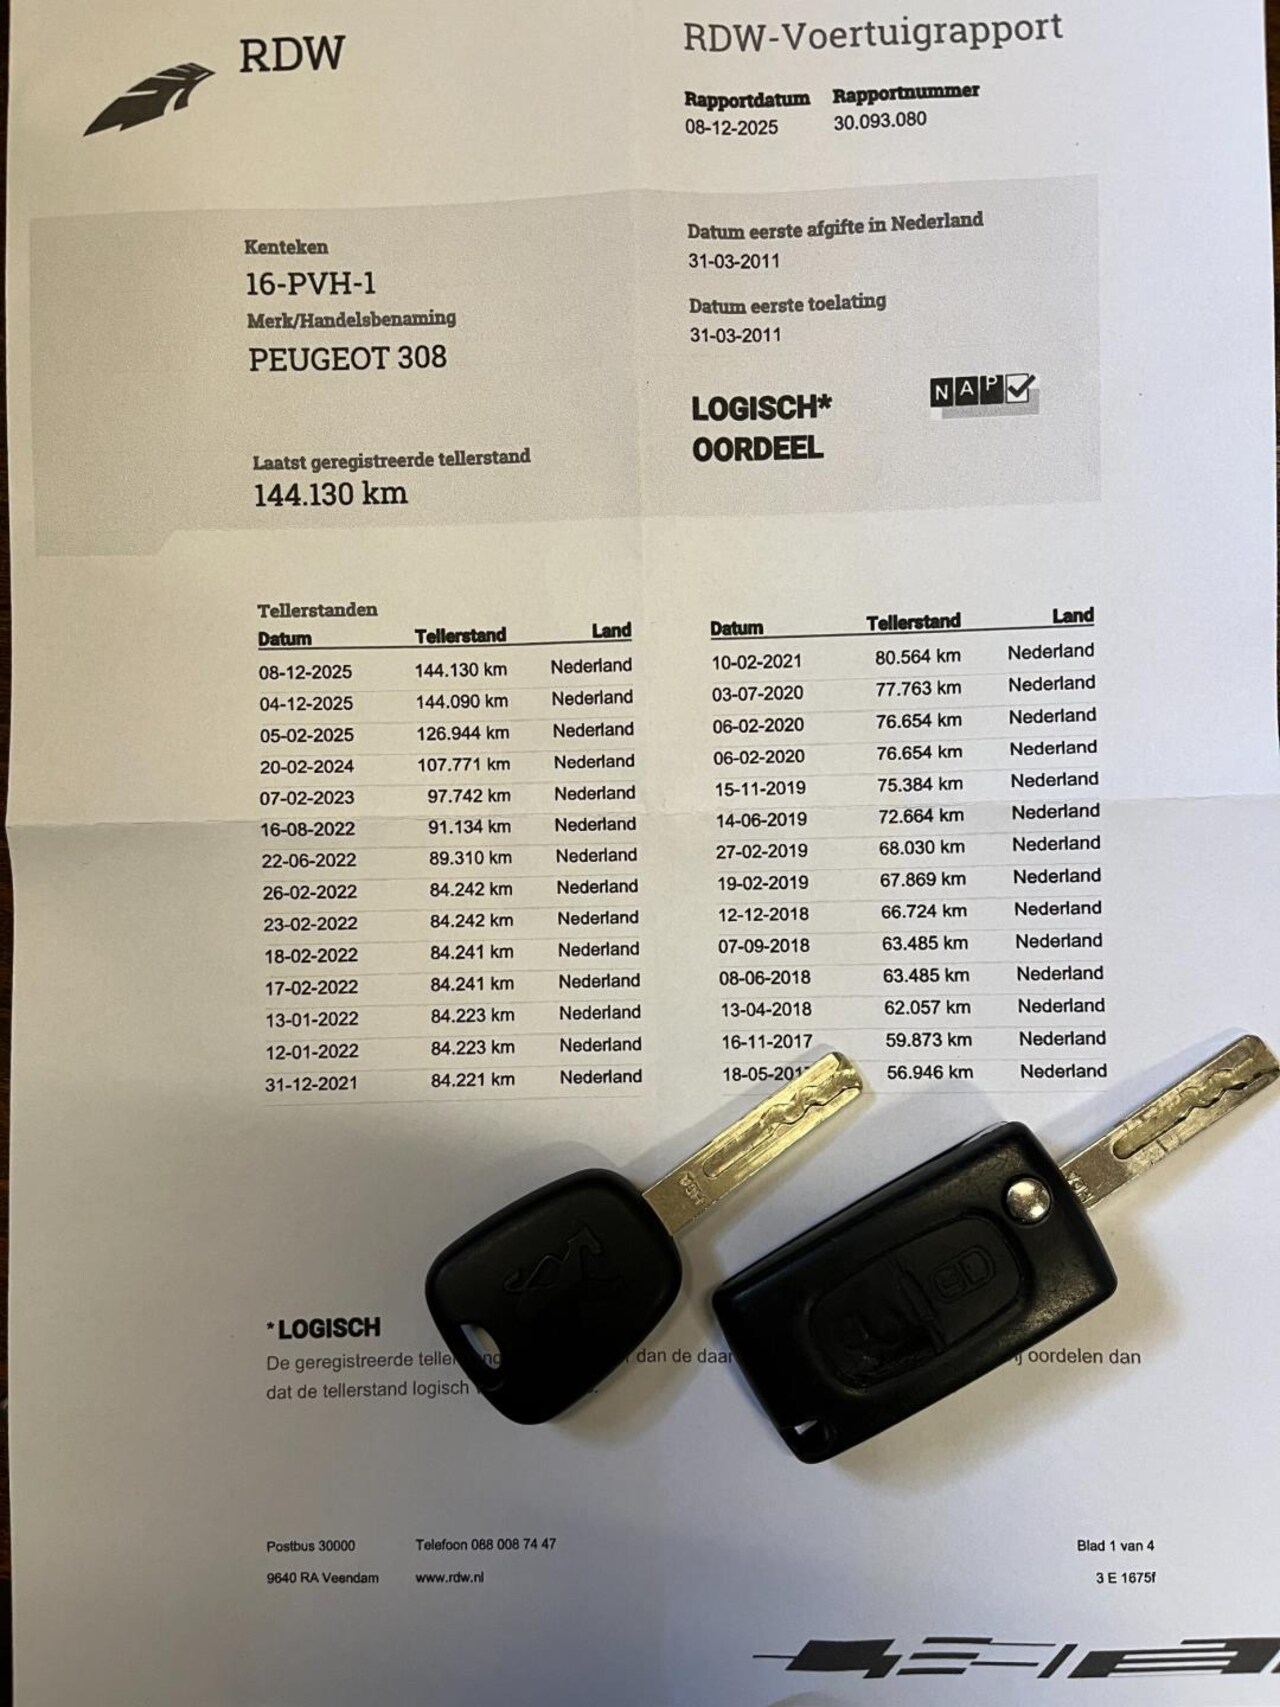 RDW
RDW-Voertuigrapport
Rapportdatum Rapportnummer
08-12-2025 30.093.080
Kenteken
16-PVH-1
Merk/Handelsbenaming
PEUGEOT 308
Laatst geregistreerde tellerstand
144.130 km
Datum eerste afgifte in Nederland
31-03-2011
Datum eerste toelating
31-03-2011
LOGISCH*
OORDEEL
NAP
Tellerstanden
Datum Tellerstand Land
08-12-2025 144.130 km Nederland
04-12-2025 144.090 km Nederland
05-02-2025 126.944 km Nederland
20-02-2024 107.771 km Nederland
07-02-2023 97.742 km Nederland
16-08-2022 91.134 km Nederland
22-06-2022 89.310 km Nederland
26-02-2022 84.242 km Nederland
23-02-2022 84.242 km Nederland
18-02-2022 84.241 km Nederland
17-02-2022 84.241 km Nederland
13-01-2022 84.223 km Nederland
12-01-2022 84.223 km Nederland
31-12-2021 84.221 km Nederland
Datum Tellerstand Land
10-02-2021 80.564 km Nederland
03-07-2020 77.763 km Nederland
06-02-2020 76.654 km Nederland
06-02-2020 76.654 km Nederland
15-11-2019 75.384 km Nederland
14-06-2019 72.664 km Nederland
27-02-2019 68.030 km Nederland
19-02-2019 67.869 km Nederland
12-12-2018 66.724 km Nederland
07-09-2018 63.485 km Nederland
08-06-2018 63.485 km Nederland
13-04-2018 62.057 km Nederland
16-11-2017 59.873 km Nederland
18-05-2017 56.946 km Nederland
*LOGISCH
De geregistreerde dan de oordelen dan
dat de tellerstand logisch
Postbus 30000 Telefoon 088 008 74 47
9640 RA Veendam www.rdw.nl
Blad 1 van 4
3 E 1675f